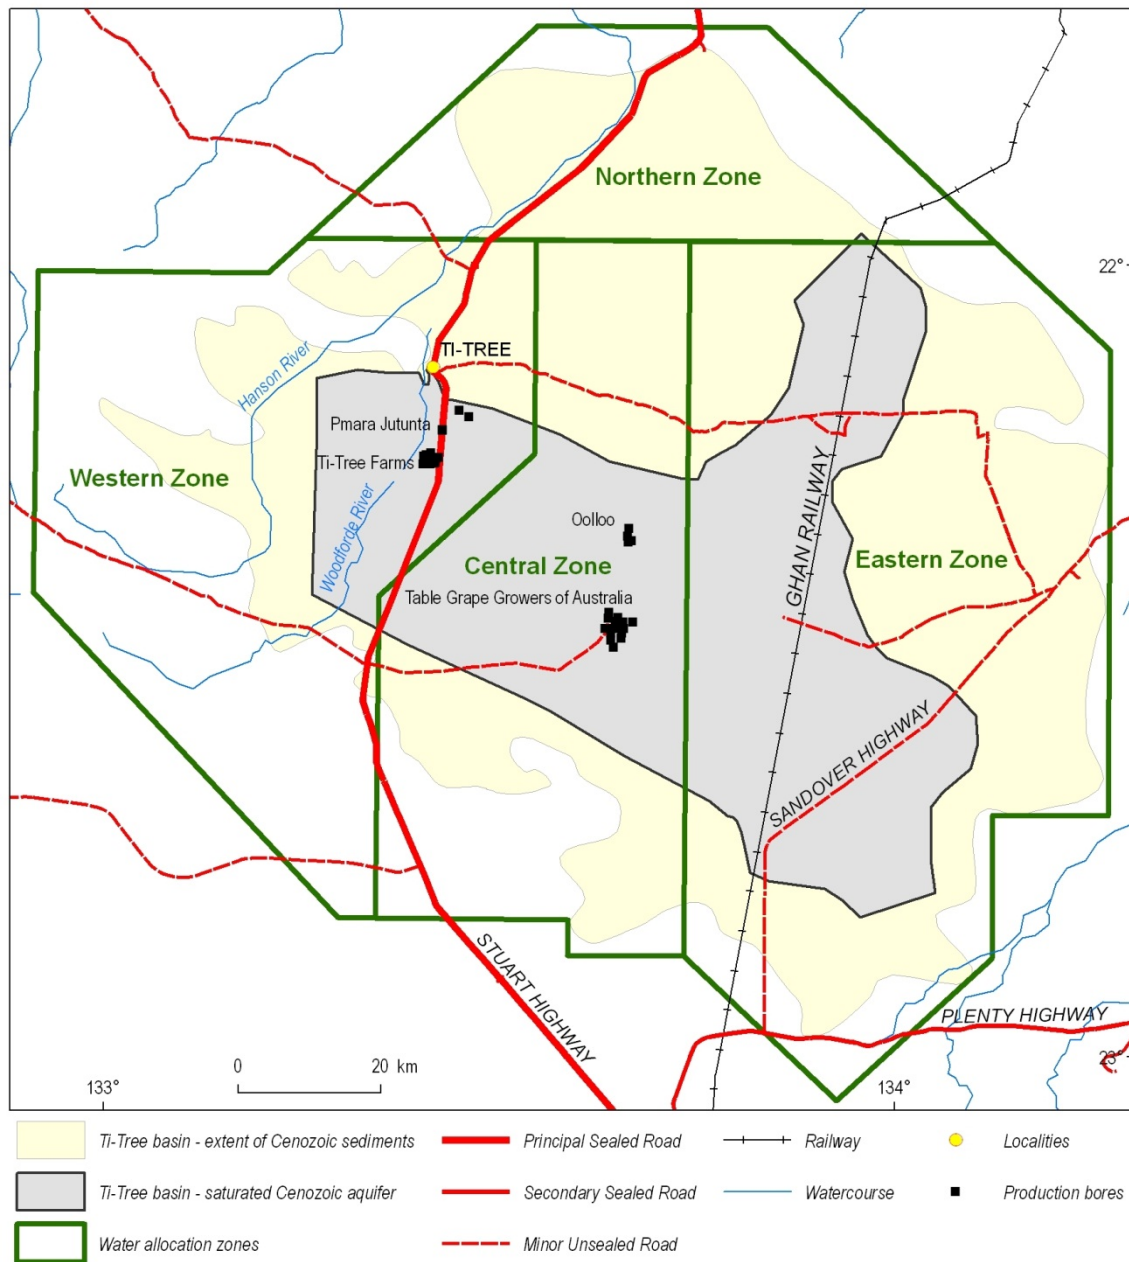 Northern Zone
22°
TI-TREE
Hanson River
Pmara Jutunta
Ti-Tree Farms
Western Zone
Woodforde River
GHAN RAILWAY
Oolloo
Central Zone
Eastern Zone
Table Grape Growers of Australia
SANDOVER HIGHWAY
STUART HIGHWAY
PLENTY HIGHWAY
0 20 km
23°
133°
134°
Ti-Tree basin - extent of Cenozoic sediments
Principal Sealed Road
Railway
Localities
Ti-Tree basin - saturated Cenozoic aquifer
Secondary Sealed Road
Watercourse
Production bores
Water allocation zones
Minor Unsealed Road